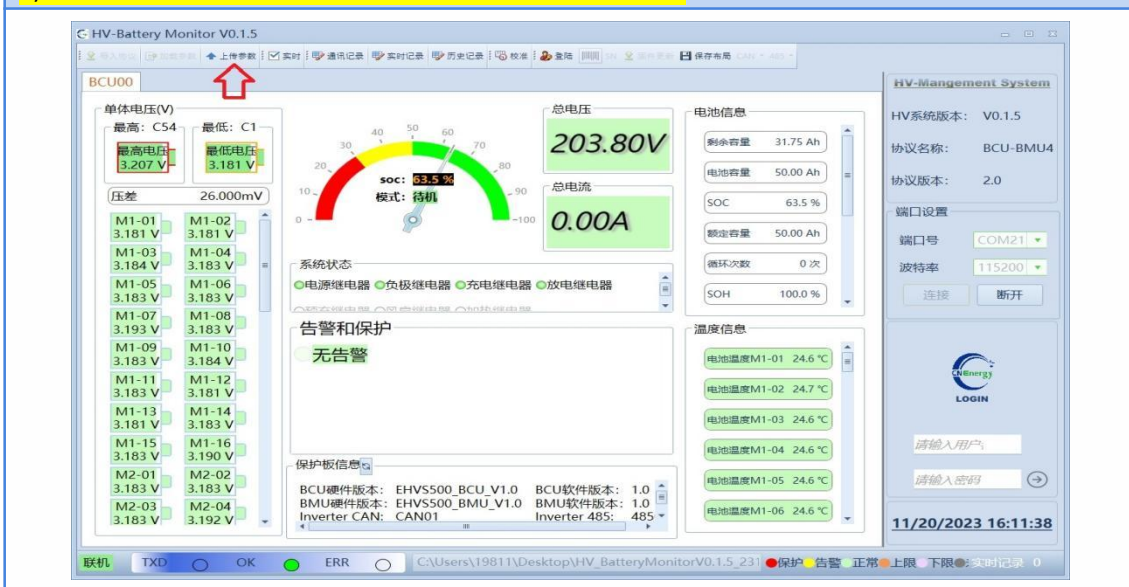 HV-Battery Monitor V0.1.5
上传参数 实时 通讯记录 实时记录 历史记录 校准 登陆 SN 保存布局 CAN 485
BCU00
单体电压(V)
最高: C54 最低: C1
最高电压 最低电压
3.207 V 3.181 V
压差 26.000mV
M1-01 M1-02
3.181 V 3.181 V
M1-03 M1-04
3.184 V 3.183 V
M1-05 M1-06
3.183 V 3.183 V
M1-07 M1-08
3.193 V 3.183 V
M1-09 M1-10
3.183 V 3.184 V
M1-11 M1-12
3.183 V 3.181 V
M1-13 M1-14
3.181 V 3.183 V
M1-15 M1-16
3.183 V 3.190 V
M2-01 M2-02
3.183 V 3.183 V
M2-03 M2-04
3.183 V 3.192 V
0 10 20 30 40 50 60 80 90 100
SOC: 63.5 %
模式: 待机
总电压
203.80V
总电流
0.00A
系统状态
电源继电器 负极继电器 充电继电器 放电继电器
告警和保护
无告警
保护板信息
BCU硬件版本: EHVS500_BCU_V1.0 BCU软件版本: 1.0
BMU硬件版本: EHVS500_BMU_V1.0 BMU软件版本: 1.0
Inverter CAN: CAN01 Inverter 485: 485
电池信息
剩余容量 31.75 Ah
电池容量 50.00 Ah
SOC 63.5 %
额定容量 50.00 Ah
循环次数 0 次
SOH 100.0 %
温度信息
电池温度M1-01 24.6 ℃
电池温度M1-02 24.7 ℃
电池温度M1-03 24.6 ℃
电池温度M1-04 24.6 ℃
电池温度M1-05 24.6 ℃
电池温度M1-06 24.6 ℃
HV-Mangement System
HV系统版本: V0.1.5
协议名称: BCU-BMU4
协议版本: 2.0
端口设置
端口号 COM21
波特率 115200
连接 断开
CNEnergy
LOGIN
请输入用户
请输入密码
11/20/2023 16:11:38
联机 TXD OK ERR C:\Users\19811\Desktop\HV_BatteryMonitorV0.1.5_231 保护 告警 正常 上限 下限 实时记录 0